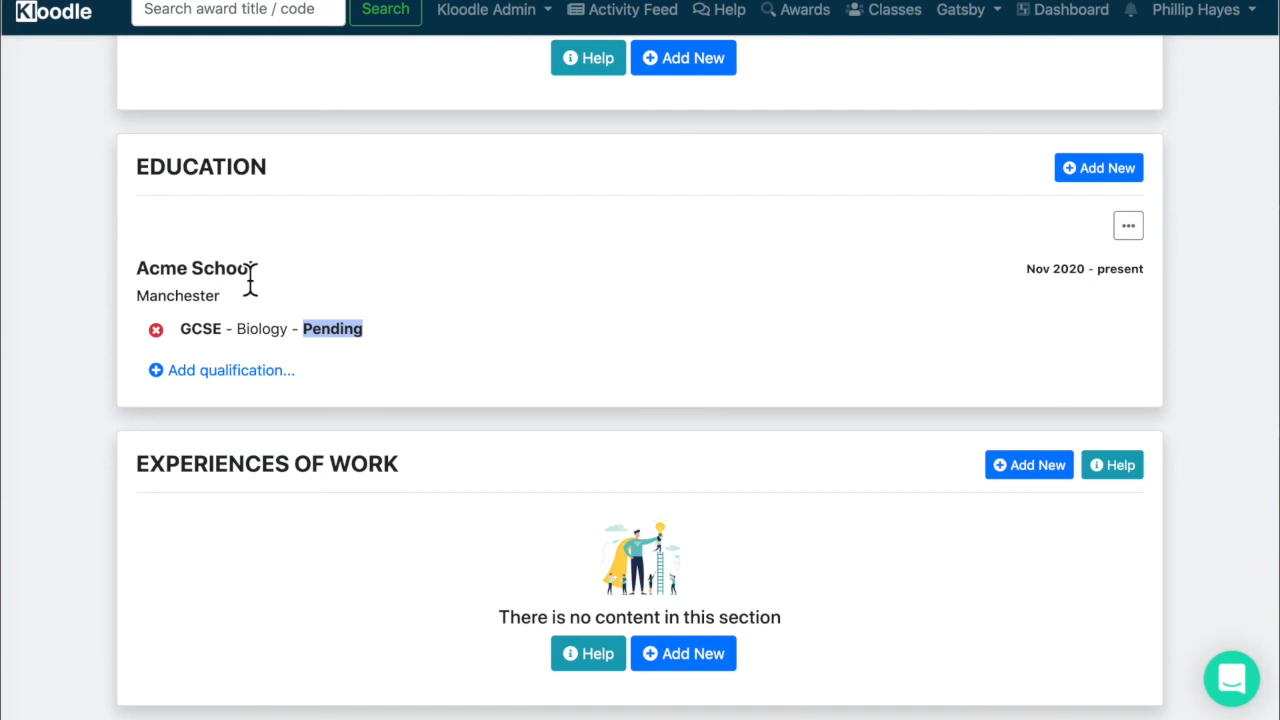 Kloodle Search award title / code Search Kloodle Admin Activity Feed Help Awards Classes Gatsby Dashboard Phillip Hayes
Help Add New
EDUCATION Add New
Acme School Nov 2020 - present
Manchester
GCSE - Biology - Pending
Add qualification...
EXPERIENCES OF WORK Add New Help
There is no content in this section
Help Add New